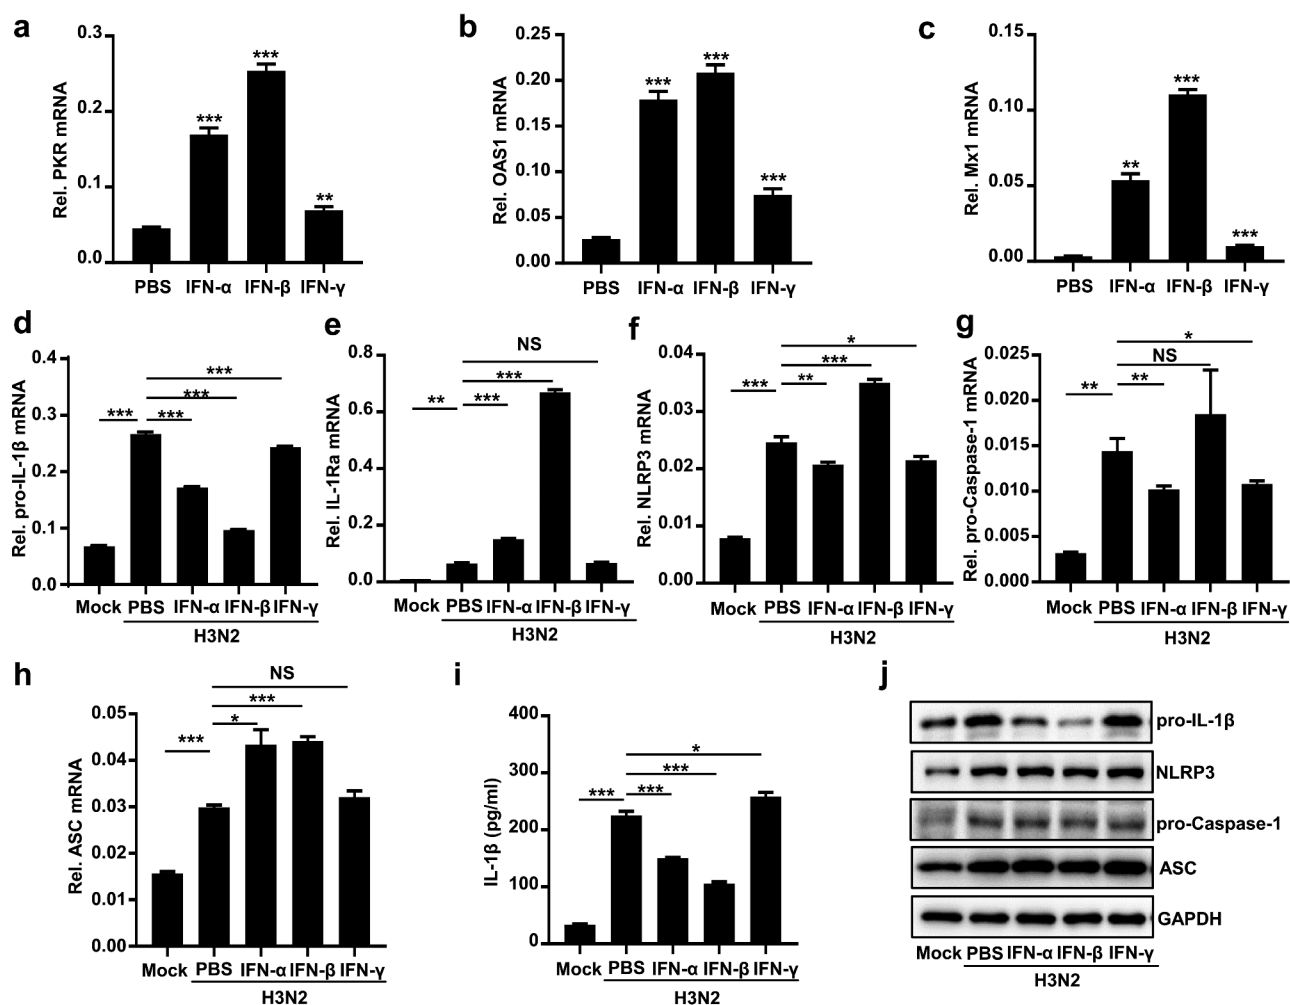 a
Rel. PKR mRNA
0.3
0.2
0.1
0.0
***
***
**
PBS IFN-α IFN-β IFN-γ
b
Rel. OAS1 mRNA
0.25
0.20
0.15
0.10
0.05
0.00
***
***
***
PBS IFN-α IFN-β IFN-γ
c
Rel. Mx1 mRNA
0.15
0.10
0.05
0.00
**
***
***
PBS IFN-α IFN-β IFN-γ
d
Rel. pro-IL-1β mRNA
0.4
0.3
0.2
0.1
0.0
***
***
*** ***
Mock PBS IFN-α IFN-β IFN-γ
H3N2
e
Rel. IL-1Ra mRNA
0.8
0.6
0.4
0.2
0.0
NS
***
** ***
Mock PBS IFN-α IFN-β IFN-γ
H3N2
f
Rel. NLRP3 mRNA
0.04
0.03
0.02
0.01
0.00
*
***
*** **
Mock PBS IFN-α IFN-β IFN-γ
H3N2
g
Rel. pro-Caspase-1 mRNA
0.025
0.020
0.015
0.010
0.005
0.000
*
NS
** **
Mock PBS IFN-α IFN-β IFN-γ
H3N2
h
Rel. ASC mRNA
0.05
0.04
0.03
0.02
0.01
0.00
NS
***
*** *
Mock PBS IFN-α IFN-β IFN-γ
H3N2
i
IL-1β (pg/ml)
400
300
200
100
0
*
***
*** ***
Mock PBS IFN-α IFN-β IFN-γ
H3N2
j
pro-IL-1β
NLRP3
pro-Caspase-1
ASC
GAPDH
Mock PBS IFN-α IFN-β IFN-γ
H3N2